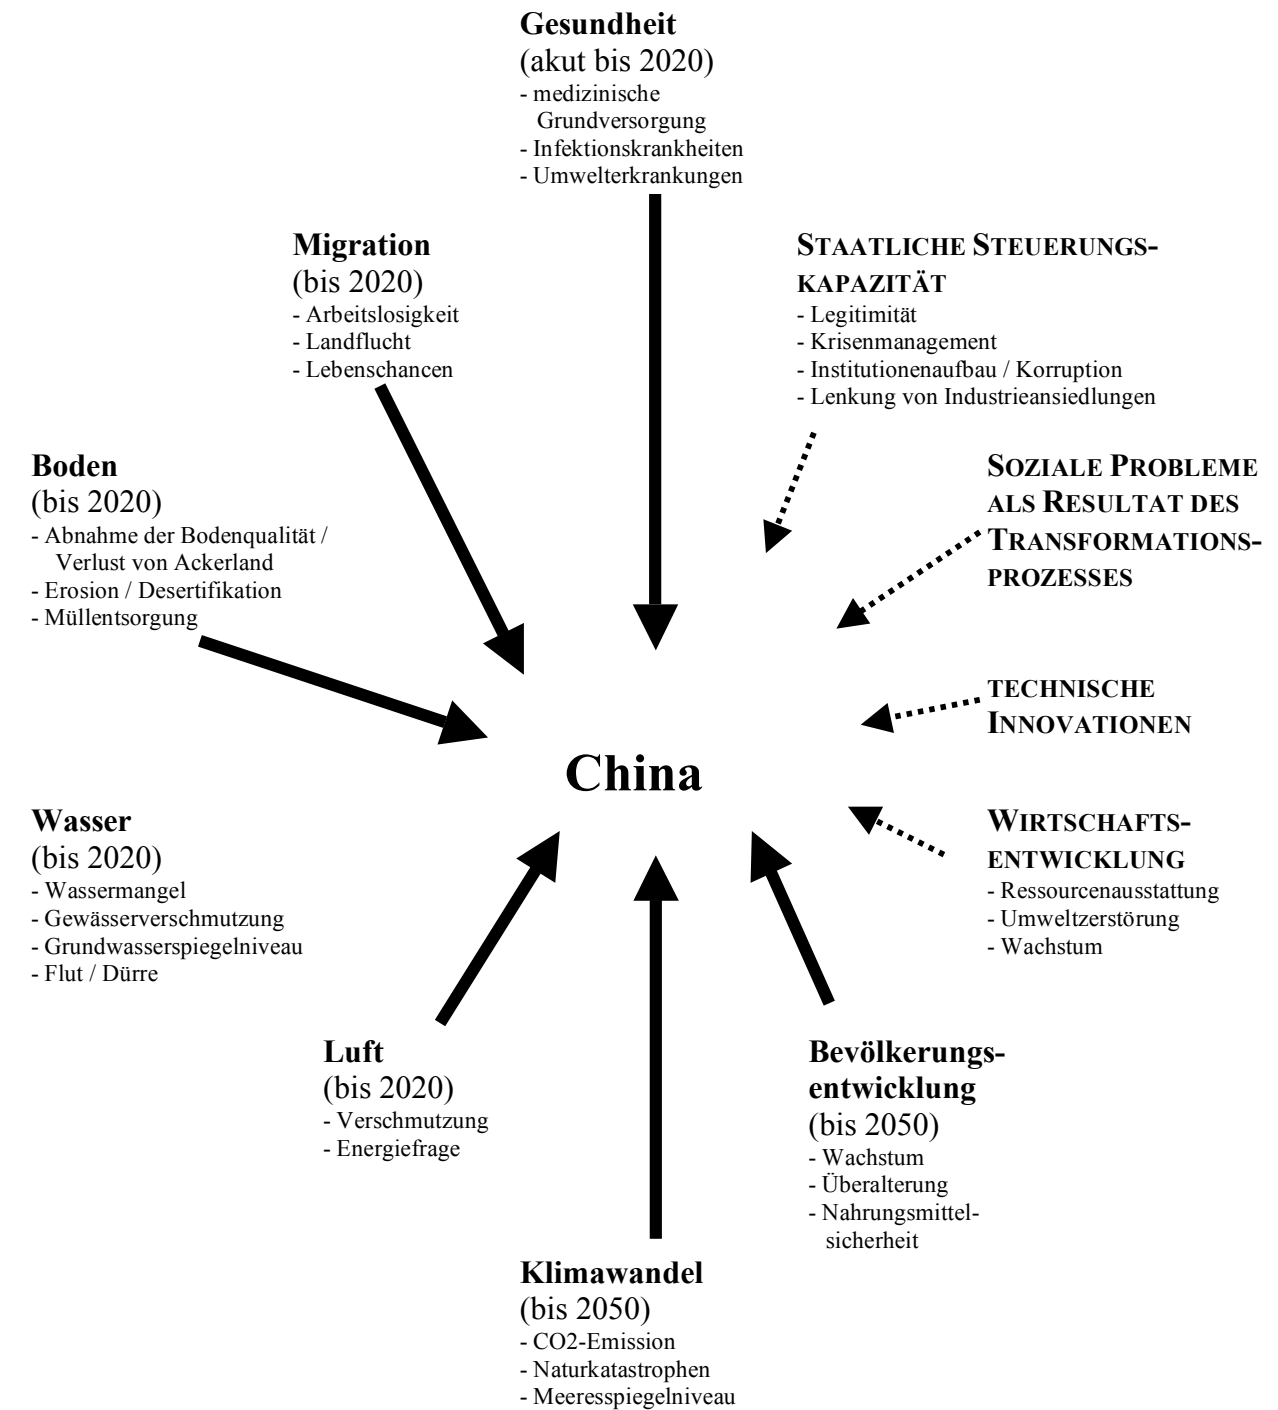 Gesundheit
(akut bis 2020)
- medizinische
Grundversorgung
- Infektionskrankheiten
- Umwelterkrankungen
Migration
(bis 2020)
- Arbeitslosigkeit
- Landflucht
- Lebenschancen
STAATLICHE STEUERUNGS-
KAPAZITÄT
- Legitimität
- Krisenmanagement
- Institutionenaufbau / Korruption
- Lenkung von Industrieansiedlungen
Boden
(bis 2020)
- Abnahme der Bodenqualität /
Verlust von Ackerland
- Erosion / Desertifikation
- Müllentsorgung
SOZIALE PROBLEME
ALS RESULTAT DES
TRANSFORMATIONS-
PROZESSES
TECHNISCHE
INNOVATIONEN
China
Wasser
(bis 2020)
- Wassermangel
- Gewässerverschmutzung
- Grundwasserspiegelniveau
- Flut / Dürre
WIRTSCHAFTS-
ENTWICKLUNG
- Ressourcenausstattung
- Umweltzerstörung
- Wachstum
Luft
(bis 2020)
- Verschmutzung
- Energiefrage
Bevölkerungs-
entwicklung
(bis 2050)
- Wachstum
- Überalterung
- Nahrungsmittel-
sicherheit
Klimawandel
(bis 2050)
- CO2-Emission
- Naturkatastrophen
- Meeresspiegelniveau